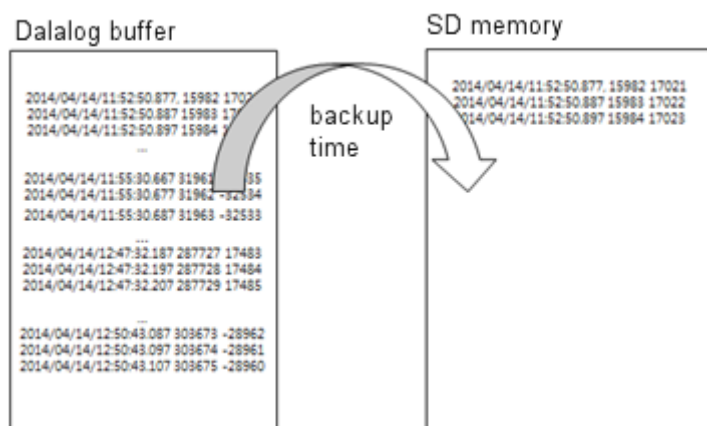 Dalalog buffer
2014/04/14/11:52:50.877, 15982
2014/04/14/11:52:50.887 15983
2014/04/14/11:52:50.897 15984
...
2014/04/14/11:55:30.667
2014/04/14/11:55:30.677 31962 -32534
2014/04/14/11:55:30.687 31963 -32533
...
2014/04/14/12:47:32.187 287727 17483
2014/04/14/12:47:32.197 287728 17484
2014/04/14/12:47:32.207 287729 17485
...
2014/04/14/12:50:43.087 303673 -28962
2014/04/14/12:50:43.097 303674 -28961
2014/04/14/12:50:43.107 303675 -28960
backup
time
SD memory
2014/04/14/11:52:50.877, 15982 17021
2014/04/14/11:52:50.887 15983 17022
2014/04/14/11:52:50.897 15984 17023